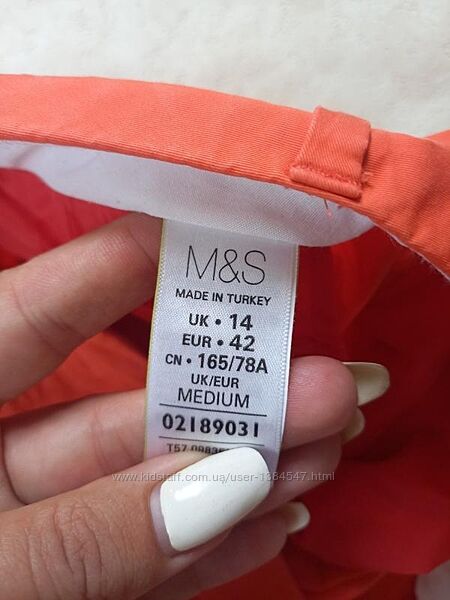 M&S
MADE IN TURKEY
UK • 14
EUR • 42
CN • 165/78A
UK/EUR
MEDIUM
02189031
www.kidstaff.com.ua/user-1384547.html